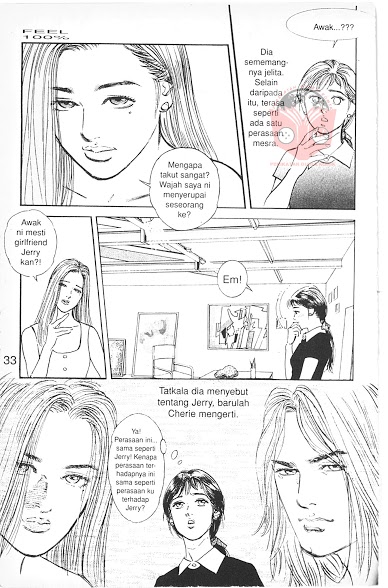 FEEL
100%
Awak...???
Dia
sememang-
nya jelita.
Selain
daripada
itu, terasa
seperti
ada satu
perasaan
mesra.
Mengapa
takut sangat?
Wajah saya ni
menyerupai
seseorang
ke?
Awak
ni mesti
girlfriend
Jerry
kan?!
Em!
33
Tatkala dia menyebut
tentang Jerry, barulah
Cherie mengerti.
Ya!
Perasaan ini...
sama seperti
Jerry! Kenapa
perasaan ter-
hadapnya ini
sama seperti
perasaan ku
terhadap
Jerry?